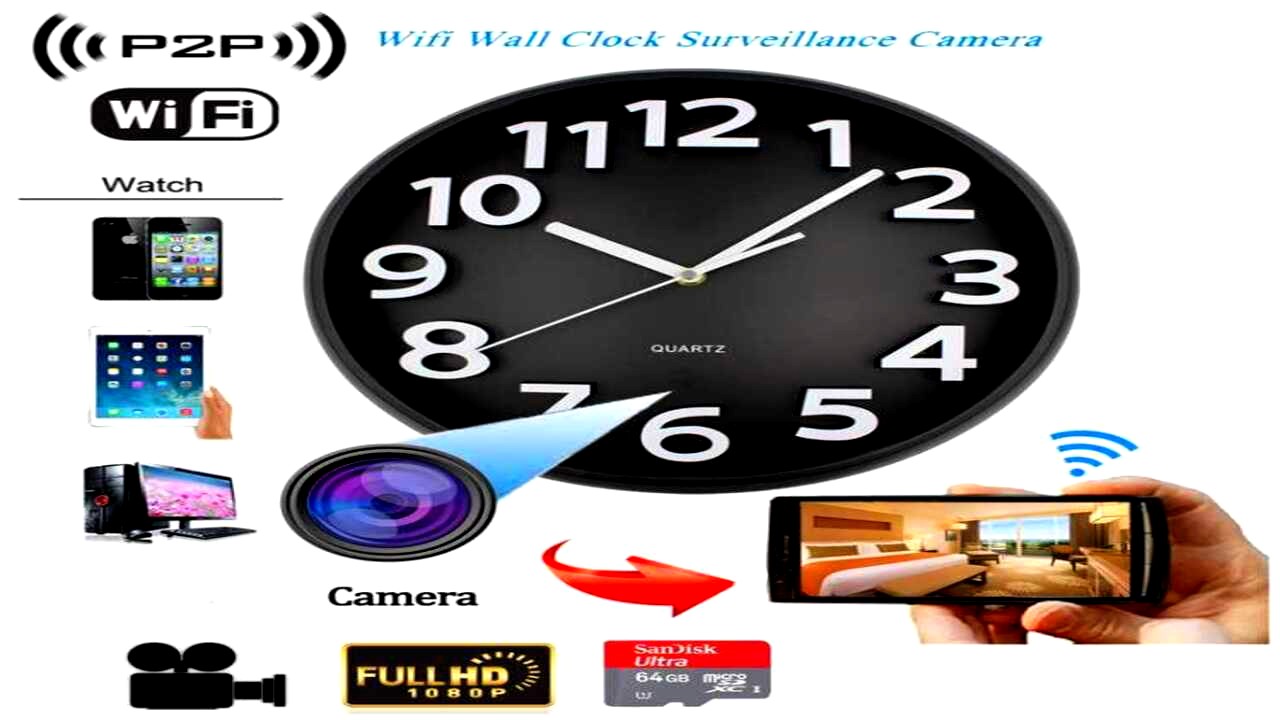 P2P
Wifi Wall Clock Surveillance Camera
WiFi
Watch
12
11
1
10
2
9
3
8
4
QUARTZ
7
5
6
Camera
FULL HD
1080P
SanDisk
Ultra
64GB
micro
XC I